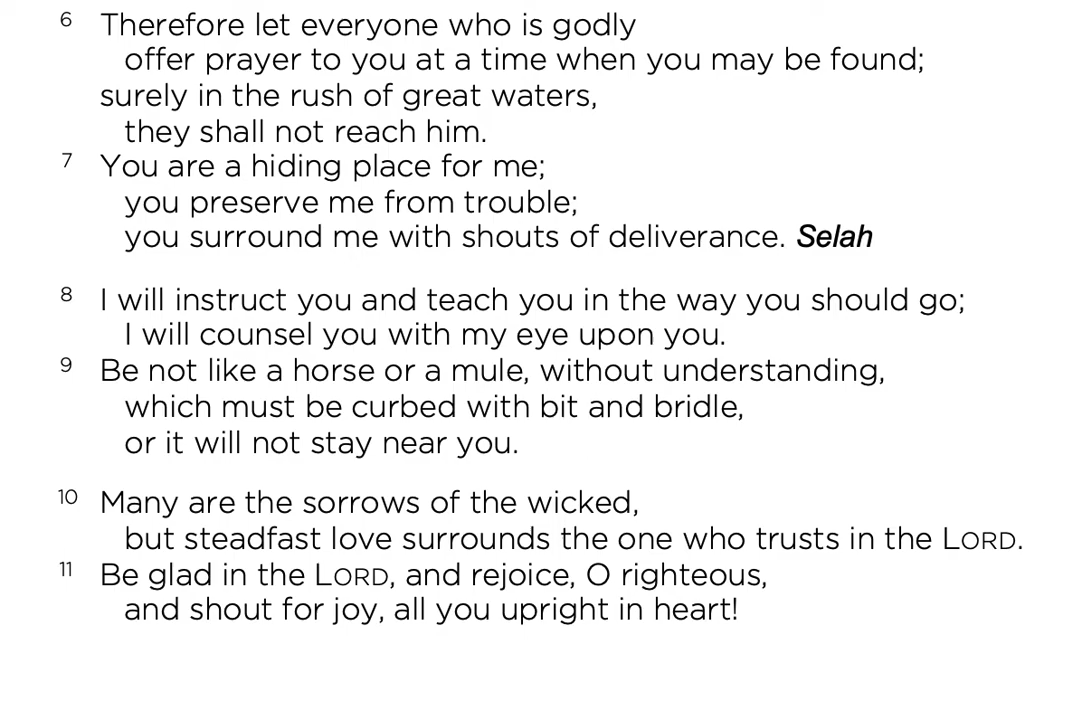 6 Therefore let everyone who is godly
offer prayer to you at a time when you may be found;
surely in the rush of great waters,
they shall not reach him.
7 You are a hiding place for me;
you preserve me from trouble;
you surround me with shouts of deliverance. Selah
8 I will instruct you and teach you in the way you should go;
I will counsel you with my eye upon you.
9 Be not like a horse or a mule, without understanding,
which must be curbed with bit and bridle,
or it will not stay near you.
10 Many are the sorrows of the wicked,
but steadfast love surrounds the one who trusts in the LORD.
11 Be glad in the LORD, and rejoice, O righteous,
and shout for joy, all you upright in heart!